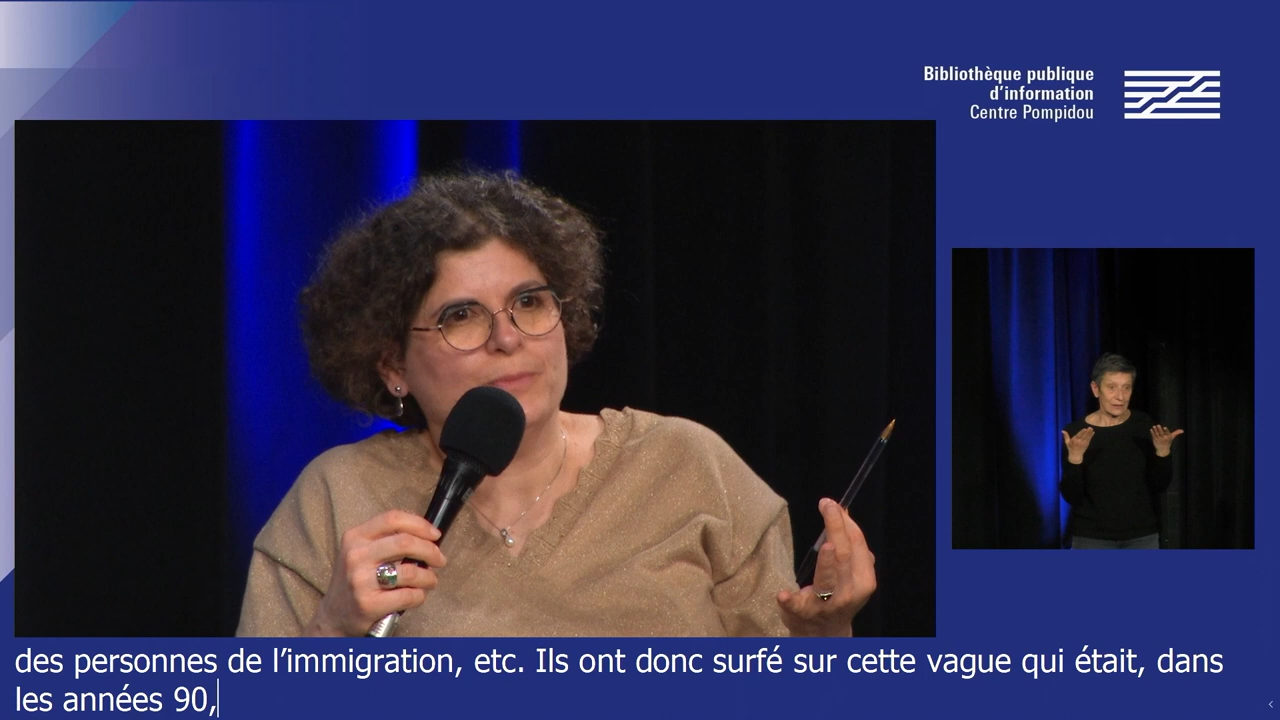 Bibliothèque publique
d'information
Centre Pompidou
des personnes de l'immigration, etc. Ils ont donc surfé sur cette vague qui était, dans
les années 90,